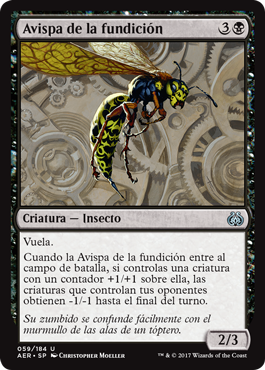 Avispa de la fundición 3
Criatura — Insecto
Vuela.
Cuando la Avispa de la fundición entre al
campo de batalla, si controlas una criatura
con un contador +1/+1 sobre ella, las
criaturas que controlan tus oponentes
obtienen -1/-1 hasta el final del turno.
Su zumbido se confunde fácilmente con el
murmullo de las alas de un tóptero.
2/3
059/184 U
AER • SP Christopher Moeller
™ & © 2017 Wizards of the Coast